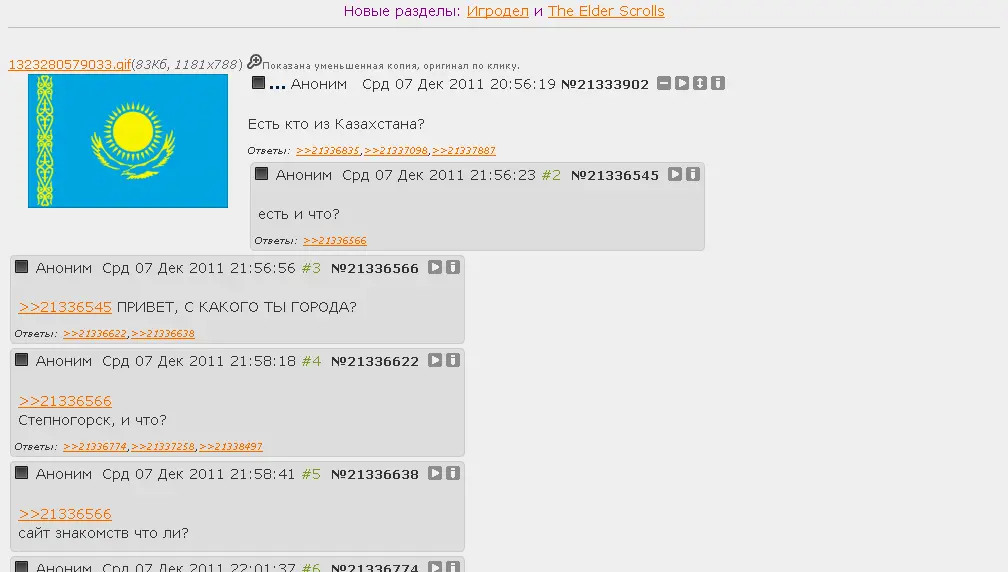 Новые разделы: Игродел и The Elder Scrolls
1323280579033.gif(83Кб, 1181x788) Показана уменьшенная копия, оригинал по клику.
... Аноним Срд 07 Дек 2011 20:56:19 №21333902
Есть кто из Казахстана?
Ответы: >>21336835,>>21337098,>>21337887
Аноним Срд 07 Дек 2011 21:56:23 #2 №21336545
есть и что?
Ответы: >>21336566
Аноним Срд 07 Дек 2011 21:56:56 #3 №21336566
>>21336545 ПРИВЕТ, С КАКОГО ТЫ ГОРОДА?
Ответы: >>21336622,>>21336638
Аноним Срд 07 Дек 2011 21:58:18 #4 №21336622
>>21336566
Степногорск, и что?
Ответы: >>21336774,>>21337258,>>21338497
Аноним Срд 07 Дек 2011 21:58:41 #5 №21336638
>>21336566
сайт знакомств что ли?
Аноним Срд 07 Дек 2011 22:01:37 #6 №21336774